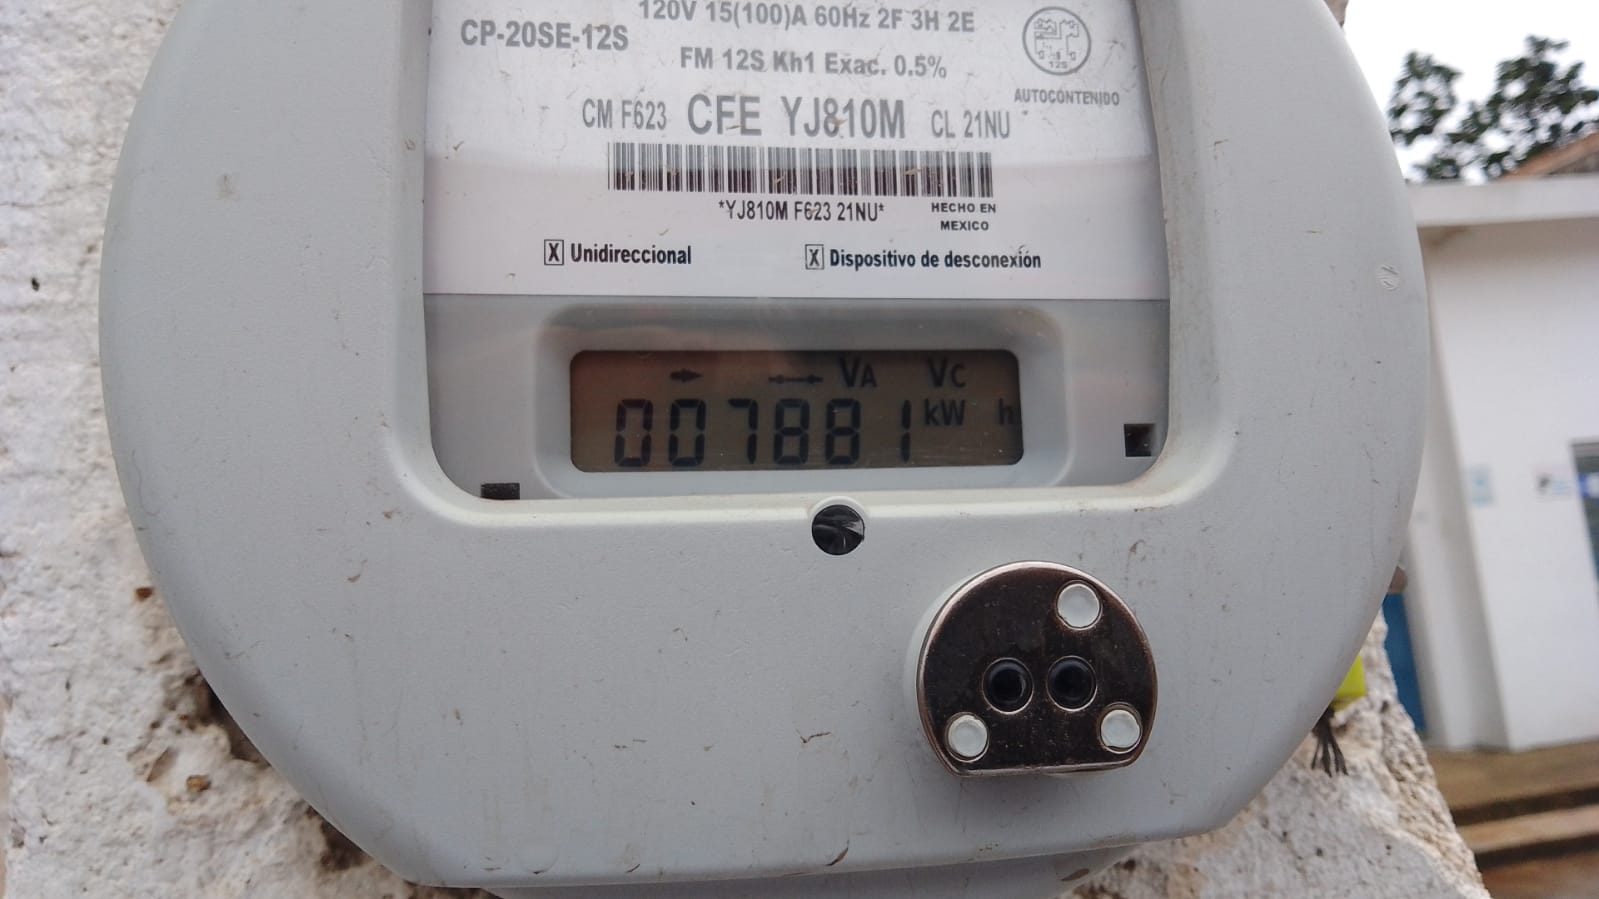 120V 15(100)A 60Hz 2F 3H 2E
CP-20SE-12S
FM 12S Kh1 Exac. 0.5%
12S
AUTOCONTENIDO
CM F623 CFE YJ810M CL 21NU
*YJ810M F623 21NU*
HECHO EN
MEXICO
X Unidireccional
X Dispositivo de desconexión
VA VC
007881 kW h